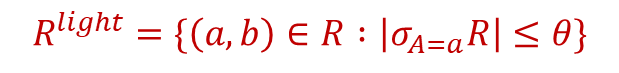 R^{light} = {(a, b) ∈ R : |σ_{A=a}R| ≤ θ}